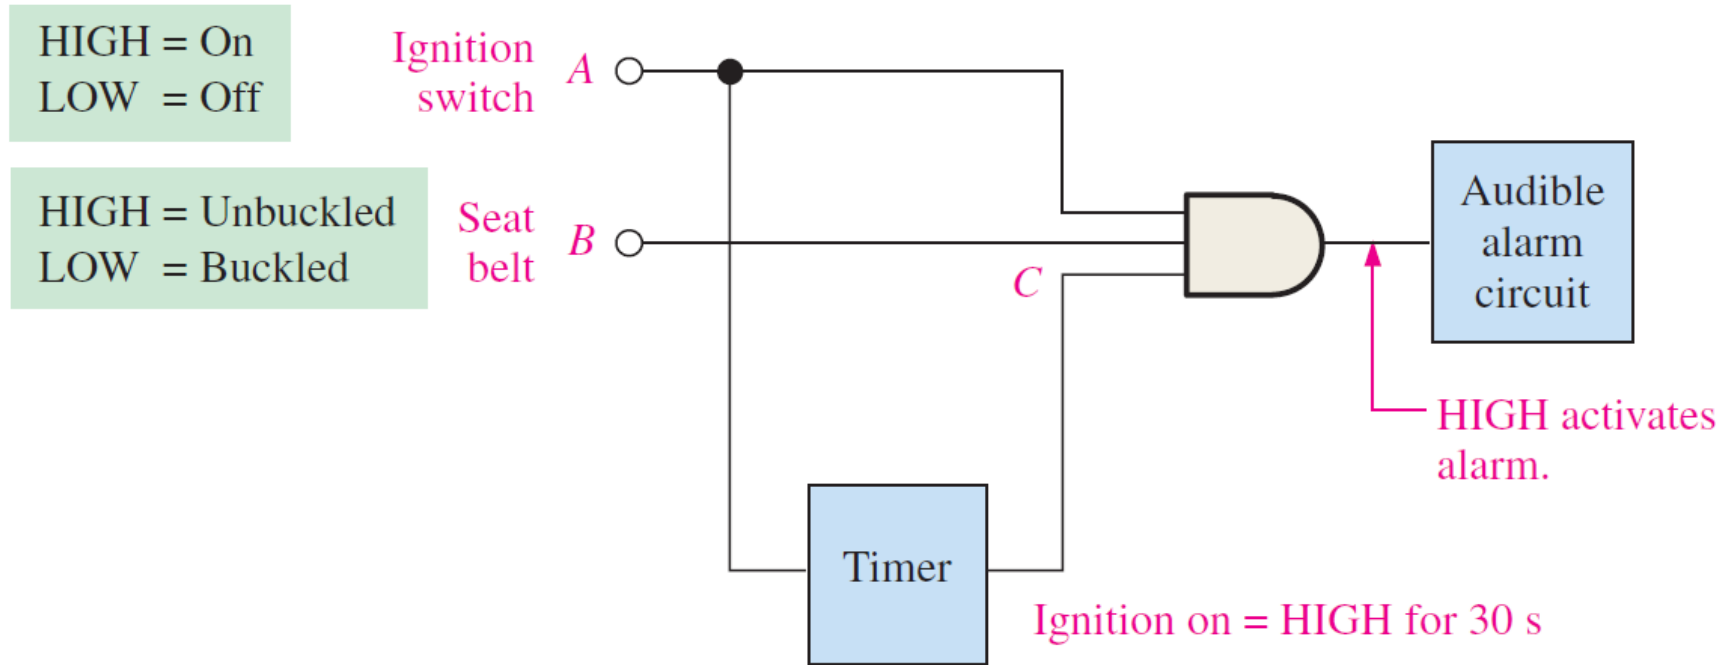 HIGH = On
LOW = Off
Ignition
switch
A
HIGH = Unbuckled
LOW = Buckled
Seat
belt
B
C
Audible
alarm
circuit
HIGH activates
alarm.
Timer
Ignition on = HIGH for 30 s